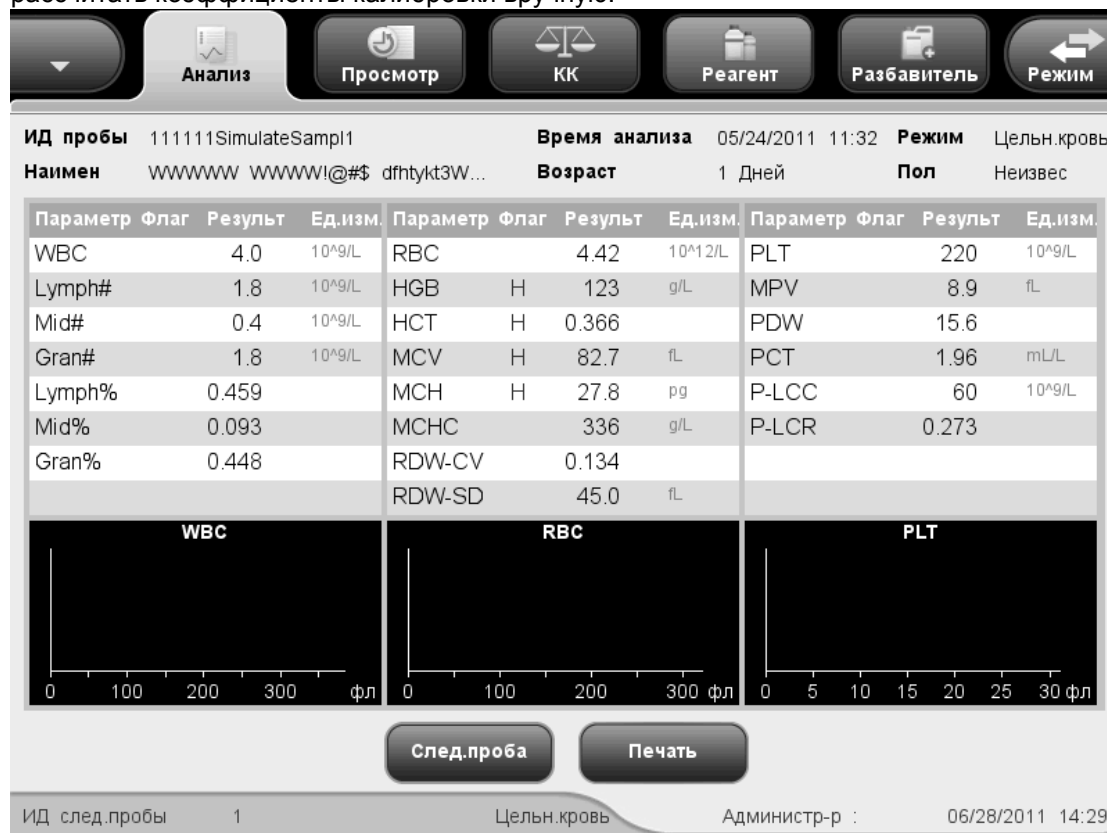 рассчитать коэффициенты калибровки вручную.
Анализ Просмотр КК Реагент Разбавитель Режим
ИД пробы 111111SimulateSampl1 Время анализа 05/24/2011 11:32 Режим Цельн.кровь
Наимен WWWWW WWWW!@#$ dfhtykt3W... Возраст 1 Дней Пол Неизвес
Параметр Флаг Результ Ед.изм. Параметр Флаг Результ Ед.изм. Параметр Флаг Результ Ед.изм.
WBC 4.0 10^9/L RBC 4.42 10^12/L PLT 220 10^9/L
Lymph# 1.8 10^9/L HGB H 123 g/L MPV 8.9 fL
Mid# 0.4 10^9/L HCT H 0.366 PDW 15.6
Gran# 1.8 10^9/L MCV H 82.7 fL PCT 1.96 mL/L
Lymph% 0.459 MCH H 27.8 pg P-LCC 60 10^9/L
Mid% 0.093 MCHC 336 g/L P-LCR 0.273
Gran% 0.448 RDW-CV 0.134
RDW-SD 45.0 fL
WBC RBC PLT
0 100 200 300 фл 0 100 200 300 фл 0 5 10 15 20 25 30 фл
След.проба Печать
ИД след.пробы 1 Цельн.кровь Администр-р : 06/28/2011 14:29